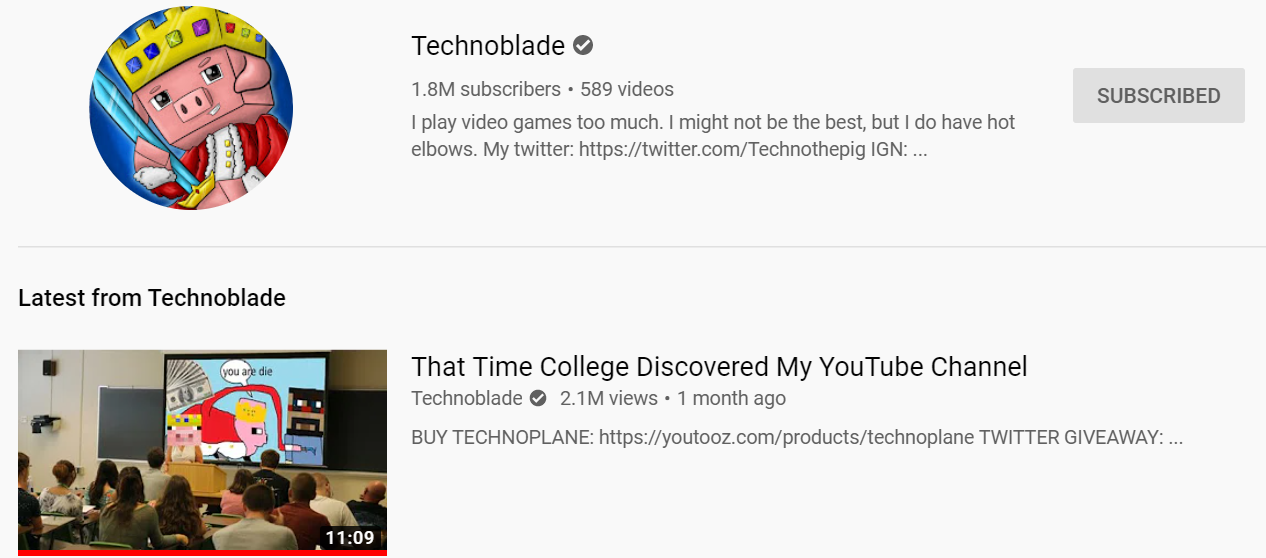 Technoblade
1.8M subscribers • 589 videos
SUBSCRIBED
I play video games too much. I might not be the best, but I do have hot
elbows. My twitter: https://twitter.com/Technothepig IGN: ...
Latest from Technoblade
you are die
11:09
That Time College Discovered My YouTube Channel
Technoblade 2.1M views • 1 month ago
BUY TECHNOPLANE: https://youtooz.com/products/technoplane TWITTER GIVEAWAY: ...